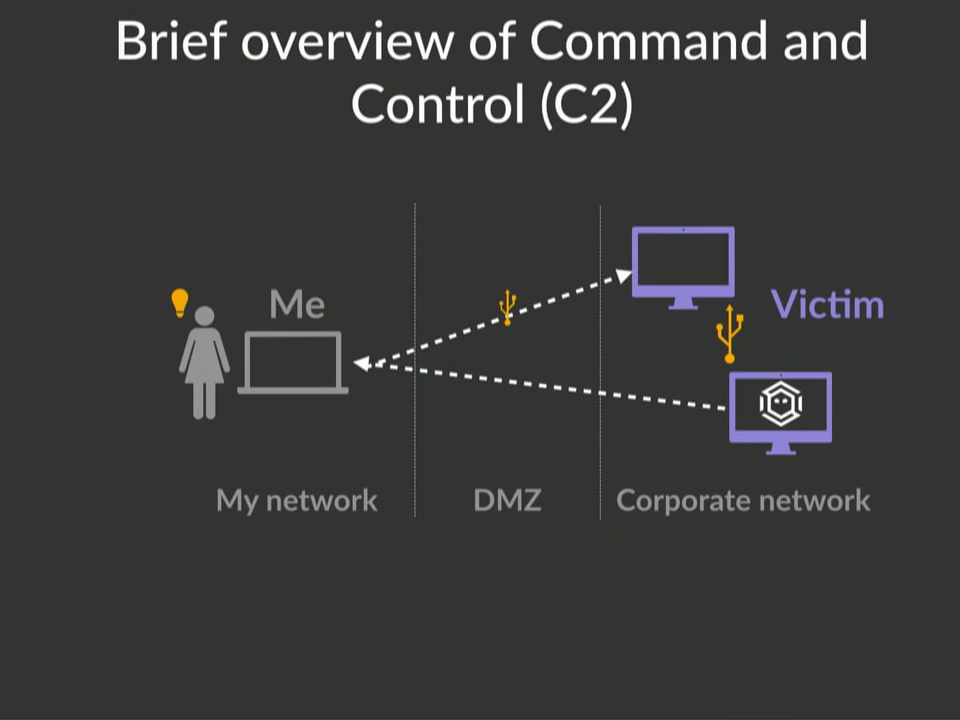 Brief overview of Command and
Control (C2)
Me
Victim
My network
DMZ
Corporate network